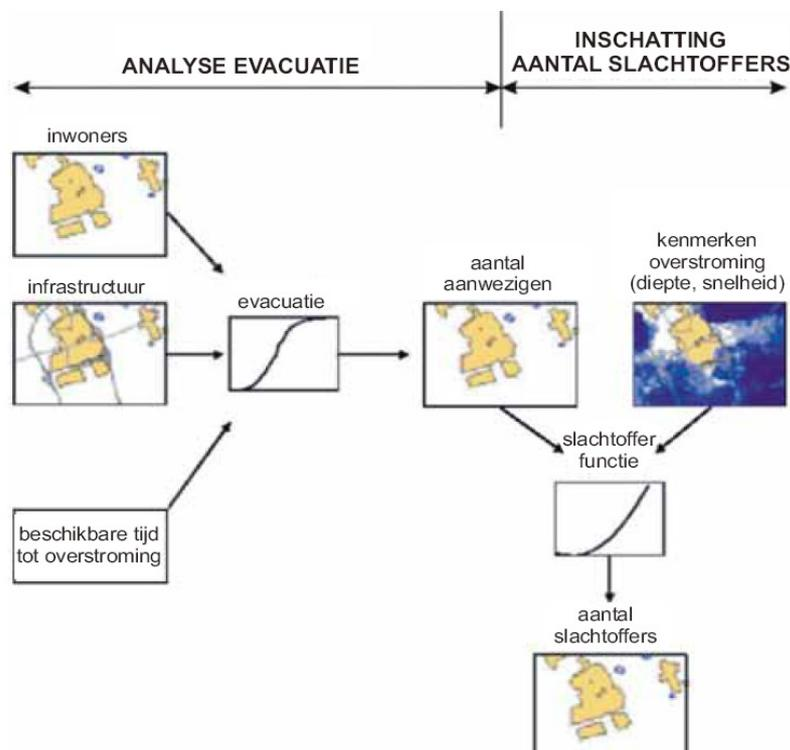 ANALYSE EVACUATIE
INSCHATTING
AANTAL SLACHTOFFERS
inwoners
infrastructuur
evacuatie
beschikbare tijd
tot overstroming
aantal
aanwezigen
kenmerken
overstroming
(diepte, snelheid)
slachtoffer
functie
aantal
slachtoffers